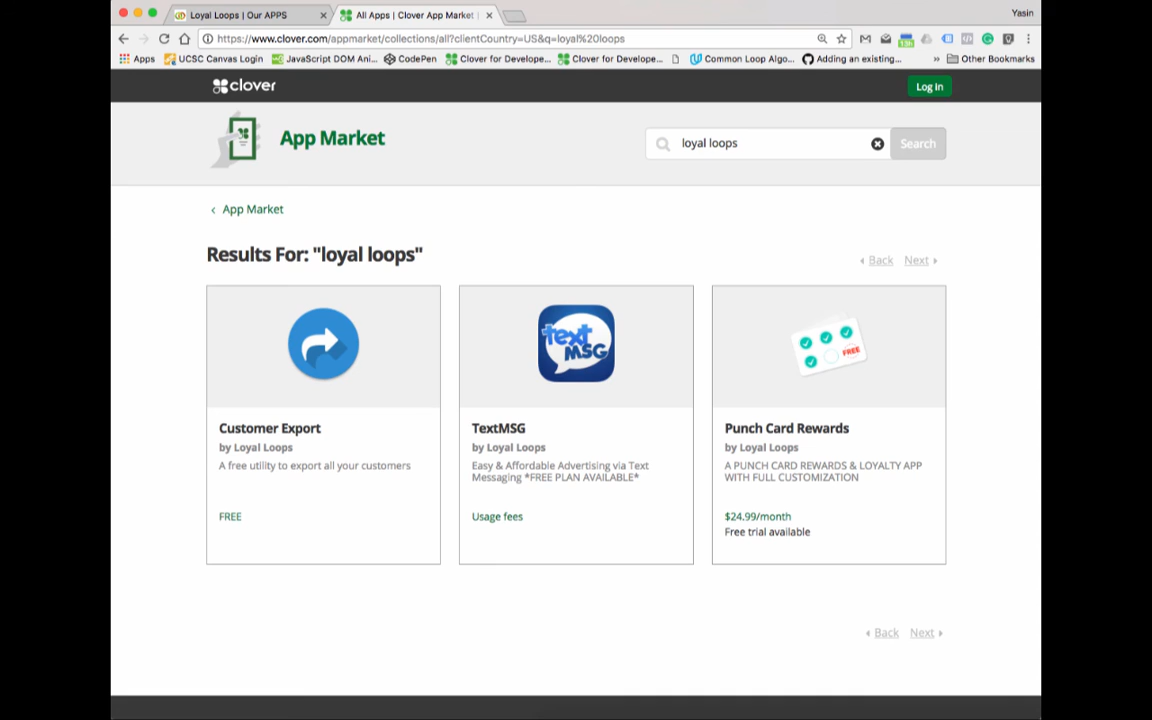 Loyal Loops | Our APPS
All Apps | Clover App Market |
Yasin
https://www.clover.com/appmarket/collections/all?clientCountry=US&q=loyal%20loops
Apps
UCSC Canvas Login
JavaScript DOM Ani...
CodePen
Clover for Develope...
Clover for Develope...
Common Loop Algo...
Adding an existing...
»
Other Bookmarks
clover
Log in
App Market
loyal loops
Search
‹ App Market
Results For: "loyal loops"
Back Next
text
MSG
FREE
Customer Export
by Loyal Loops
A free utility to export all your customers
FREE
TextMSG
by Loyal Loops
Easy & Affordable Advertising via Text
Messaging *FREE PLAN AVAILABLE*
Usage fees
Punch Card Rewards
by Loyal Loops
A PUNCH CARD REWARDS & LOYALTY APP
WITH FULL CUSTOMIZATION
$24.99/month
Free trial available
Back Next